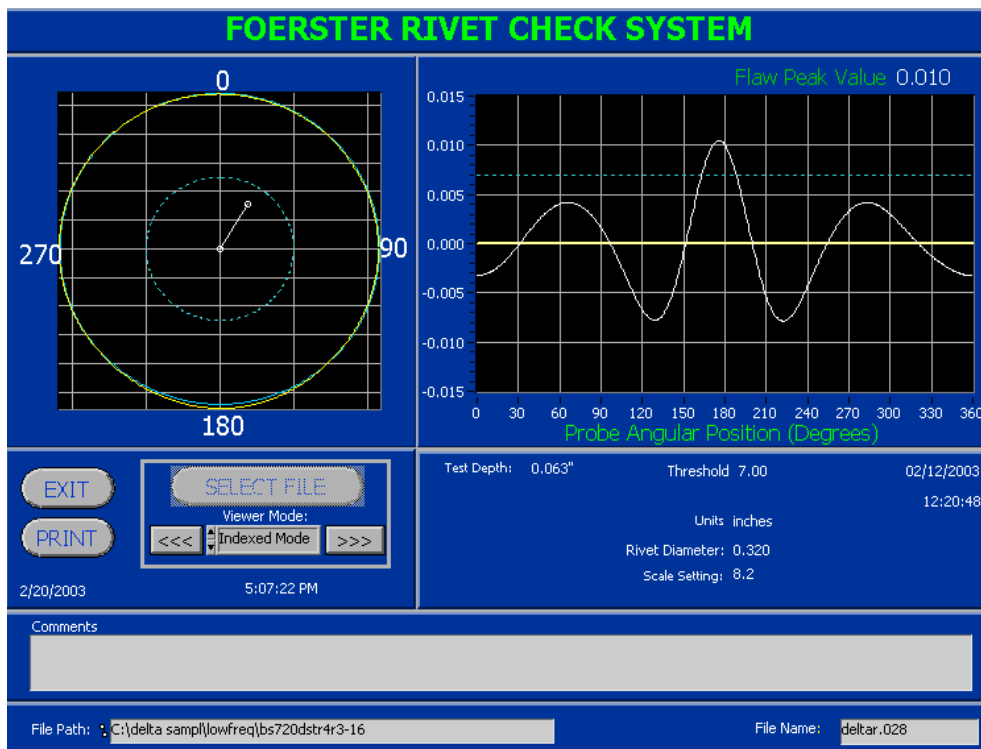 FOERSTER RIVET CHECK SYSTEM
0
270
90
180
Flaw Peak Value 0.010
0.015
0.010
0.005
0.000
-0.005
-0.010
-0.015
0 30 60 90 120 150 180 210 240 270 300 330 360
Probe Angular Position (Degrees)
EXIT
PRINT
SELECT FILE
Viewer Mode:
<<< Indexed Mode >>>
2/20/2003 5:07:22 PM
Test Depth: 0.063" Threshold 7.00 02/12/2003
12:20:48
Units inches
Rivet Diameter: 0.320
Scale Setting: 8.2
Comments
File Path: C:\delta sampl\lowfreq\bs720dstr4r3-16 File Name: deltar.028